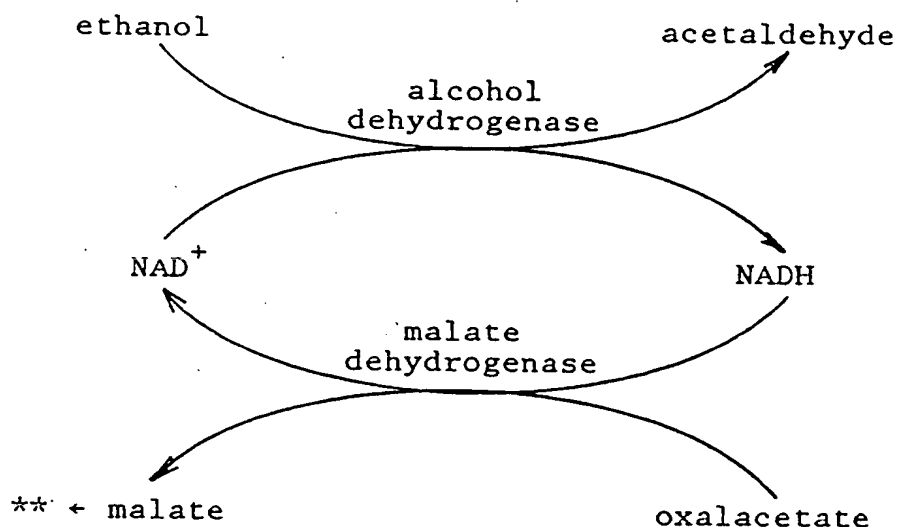 ethanol
acetaldehyde
alcohol
dehydrogenase
NAD⁺
NADH
malate
dehydrogenase
** ← malate
oxalacetate